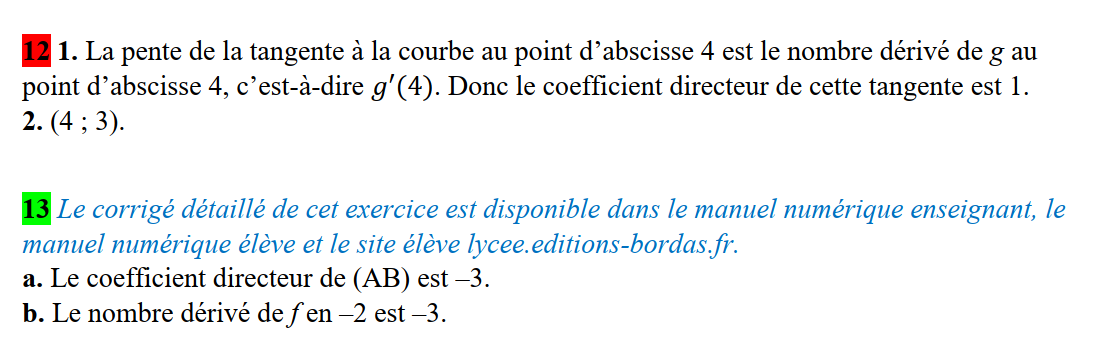 12 1. La pente de la tangente à la courbe au point d’abscisse 4 est le nombre dérivé de g au
point d’abscisse 4, c’est-à-dire g′(4). Donc le coefficient directeur de cette tangente est 1.
2. (4 ; 3).
13 Le corrigé détaillé de cet exercice est disponible dans le manuel numérique enseignant, le
manuel numérique élève et le site élève lycee.editions-bordas.fr.
a. Le coefficient directeur de (AB) est –3.
b. Le nombre dérivé de f en –2 est –3.